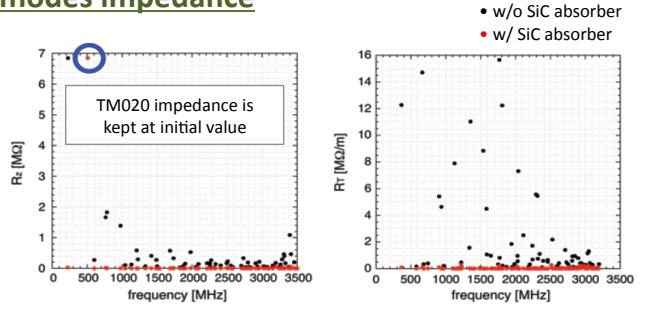 modes impedance
• w/o SiC absorber
• w/ SiC absorber
7
6
5
4
3
2
1
0
Rz [MΩ]
TM020 impedance is
kept at initial value
0 500 1000 1500 2000 2500 3000 3500
frequency [MHz]
16
14
12
10
8
6
4
2
0
RT [MΩ/m]
0 500 1000 1500 2000 2500 3000 3500
frequency [MHz]